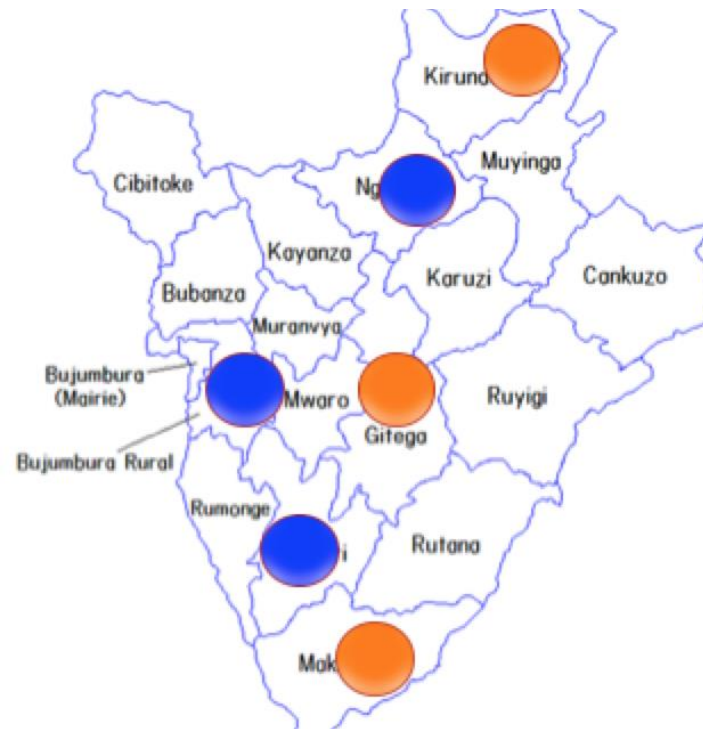 Kirund
Muyinga
Cibitoke
Ng
Kayanza
Karuzi
Cankuzo
Bubanza
Muranvya
Bujumbura
(Mairie)
Mwaro
Ruyigi
Gitega
Bujumbura Rural
Rumonge
i
Rutana
Mak